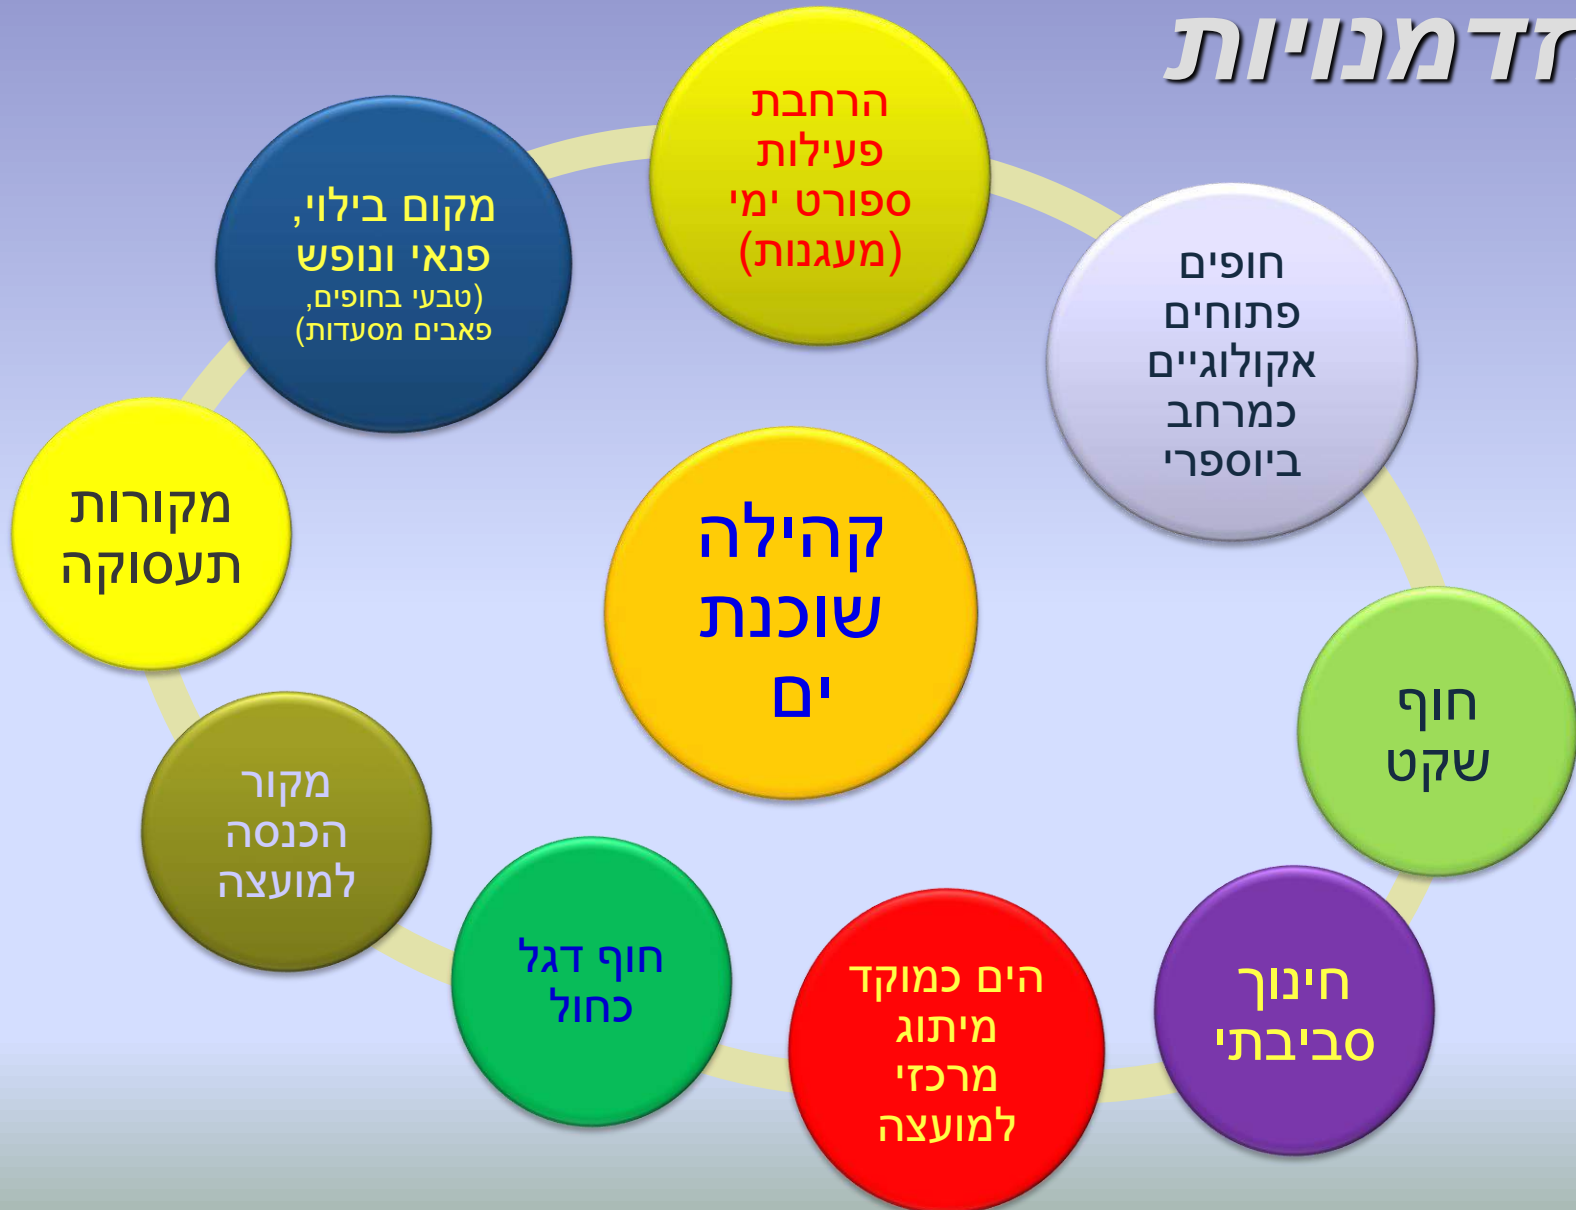 זדמנויות
הרחבת
פעילות
ספורט ימי
(מעגנות)
חופים
פתוחים
אקולוגיים
כמרחב
ביוספרי
חוף
שקט
חינוך
סביבתי
הים כמוקד
מיתוג
מרכזי
למועצה
חוף דגל
כחול
מקור
הכנסה
למועצה
מקורות
תעסוקה
מקום בילוי,
פנאי ונופש
(טבעי בחופים,
פאבים מסעדות)
קהילה
שוכנת
ים